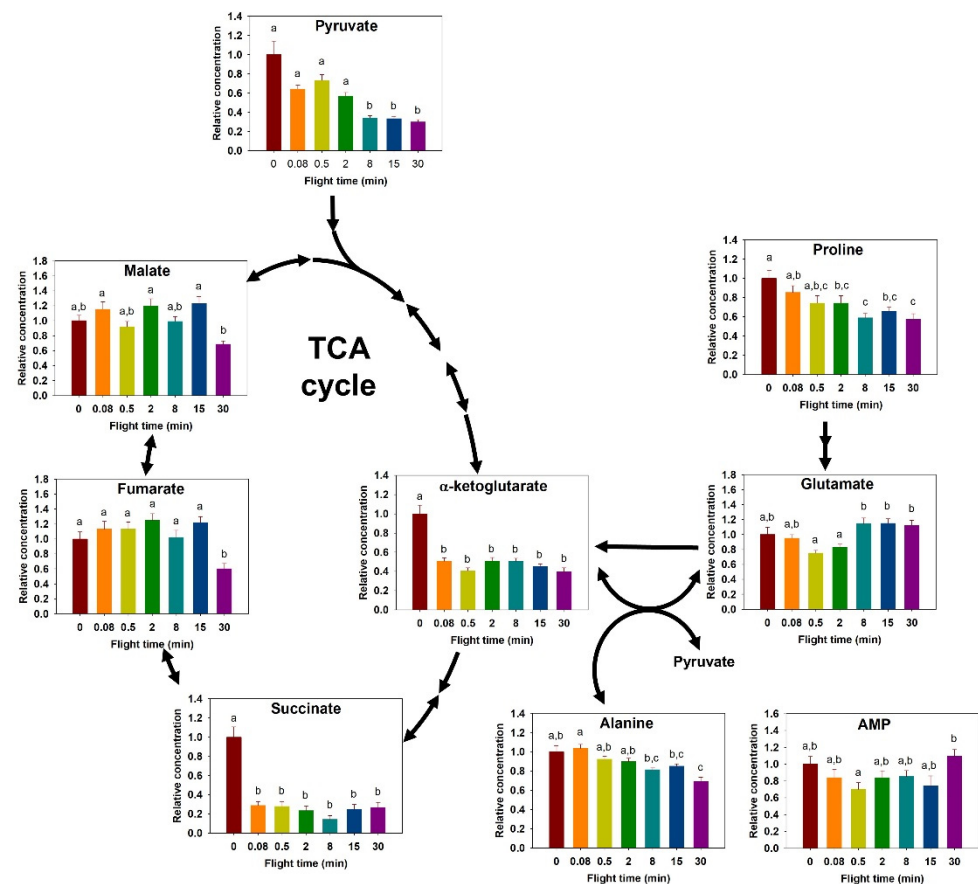 Pyruvate
Relative concentration
1.4
1.2
1.0
0.8
0.6
0.4
0.2
0.0
a
a
a
a
b
b
b
0 0.08 0.5 2 8 15 30
Flight time (min)
Malate
Relative concentration
1.8
1.6
1.4
1.2
1.0
0.8
0.6
0.4
0.2
0.0
a,b
a
a,b
a
a,b
a
b
0 0.08 0.5 2 8 15 30
Flight time (min)
TCA
cycle
Proline
Relative concentration
1.4
1.2
1.0
0.8
0.6
0.4
0.2
0.0
a
a,b
a,b,c
b,c
c
b,c
c
0 0.08 0.5 2 8 15 30
Flight time (min)
Fumarate
Relative concentration
1.8
1.6
1.4
1.2
1.0
0.8
0.6
0.4
0.2
0.0
a
a
a
a
a
a
b
0 0.08 0.5 2 8 15 30
Flight time (min)
α-ketoglutarate
Relative concentration
1.4
1.2
1.0
0.8
0.6
0.4
0.2
0.0
a
b
b
b
b
b
b
0 0.08 0.5 2 8 15 30
Flight time (min)
Glutamate
Relative concentration
1.8
1.6
1.4
1.2
1.0
0.8
0.6
0.4
0.2
0.0
a,b
a,b
a
a
b
b
b
0 0.08 0.5 2 8 15 30
Flight time (min)
Pyruvate
Succinate
Relative concentration
1.4
1.2
1.0
0.8
0.6
0.4
0.2
0.0
a
b
b
b
b
b
b
0 0.08 0.5 2 8 15 30
Flight time (min)
Alanine
Relative concentration
1.4
1.2
1.0
0.8
0.6
0.4
0.2
0.0
a,b
a
a,b
a,b
b,c
b,c
c
0 0.08 0.5 2 8 15 30
Flight time (min)
AMP
Relative concentration
1.6
1.4
1.2
1.0
0.8
0.6
0.4
0.2
0.0
a,b
a,b
a
a,b
a,b
a,b
b
0 0.08 0.5 2 8 15 30
Flight time (min)